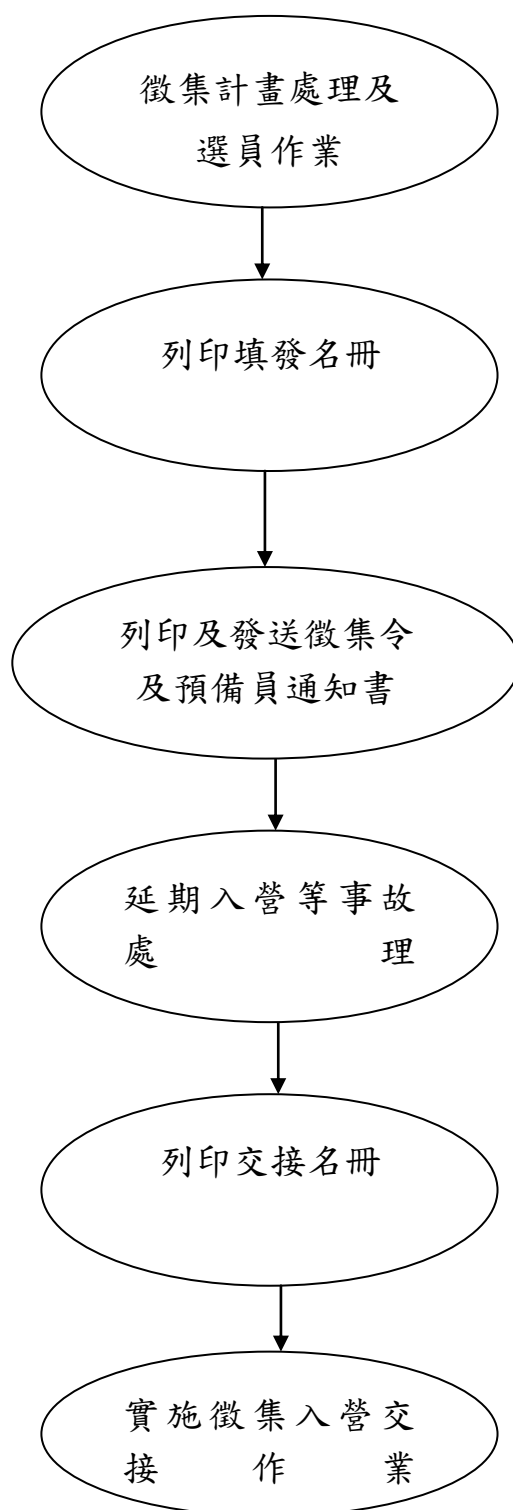 徵集計畫處理及
選員作業
列印填發名冊
列印及發送徵集令
及預備員通知書
延期入營等事故
處理
列印交接名冊
實施徵集入營交
接作業